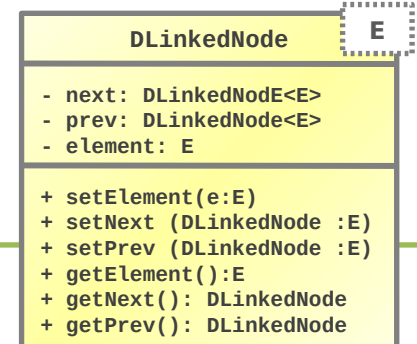 E
DLinkedNode
- next: DLinkedNodE<E>
- prev: DLinkedNode<E>
- element: E
+ setElement(e:E)
+ setNext (DLinkedNode :E)
+ setPrev (DLinkedNode :E)
+ getElement():E
+ getNext(): DLinkedNode
+ getPrev(): DLinkedNode